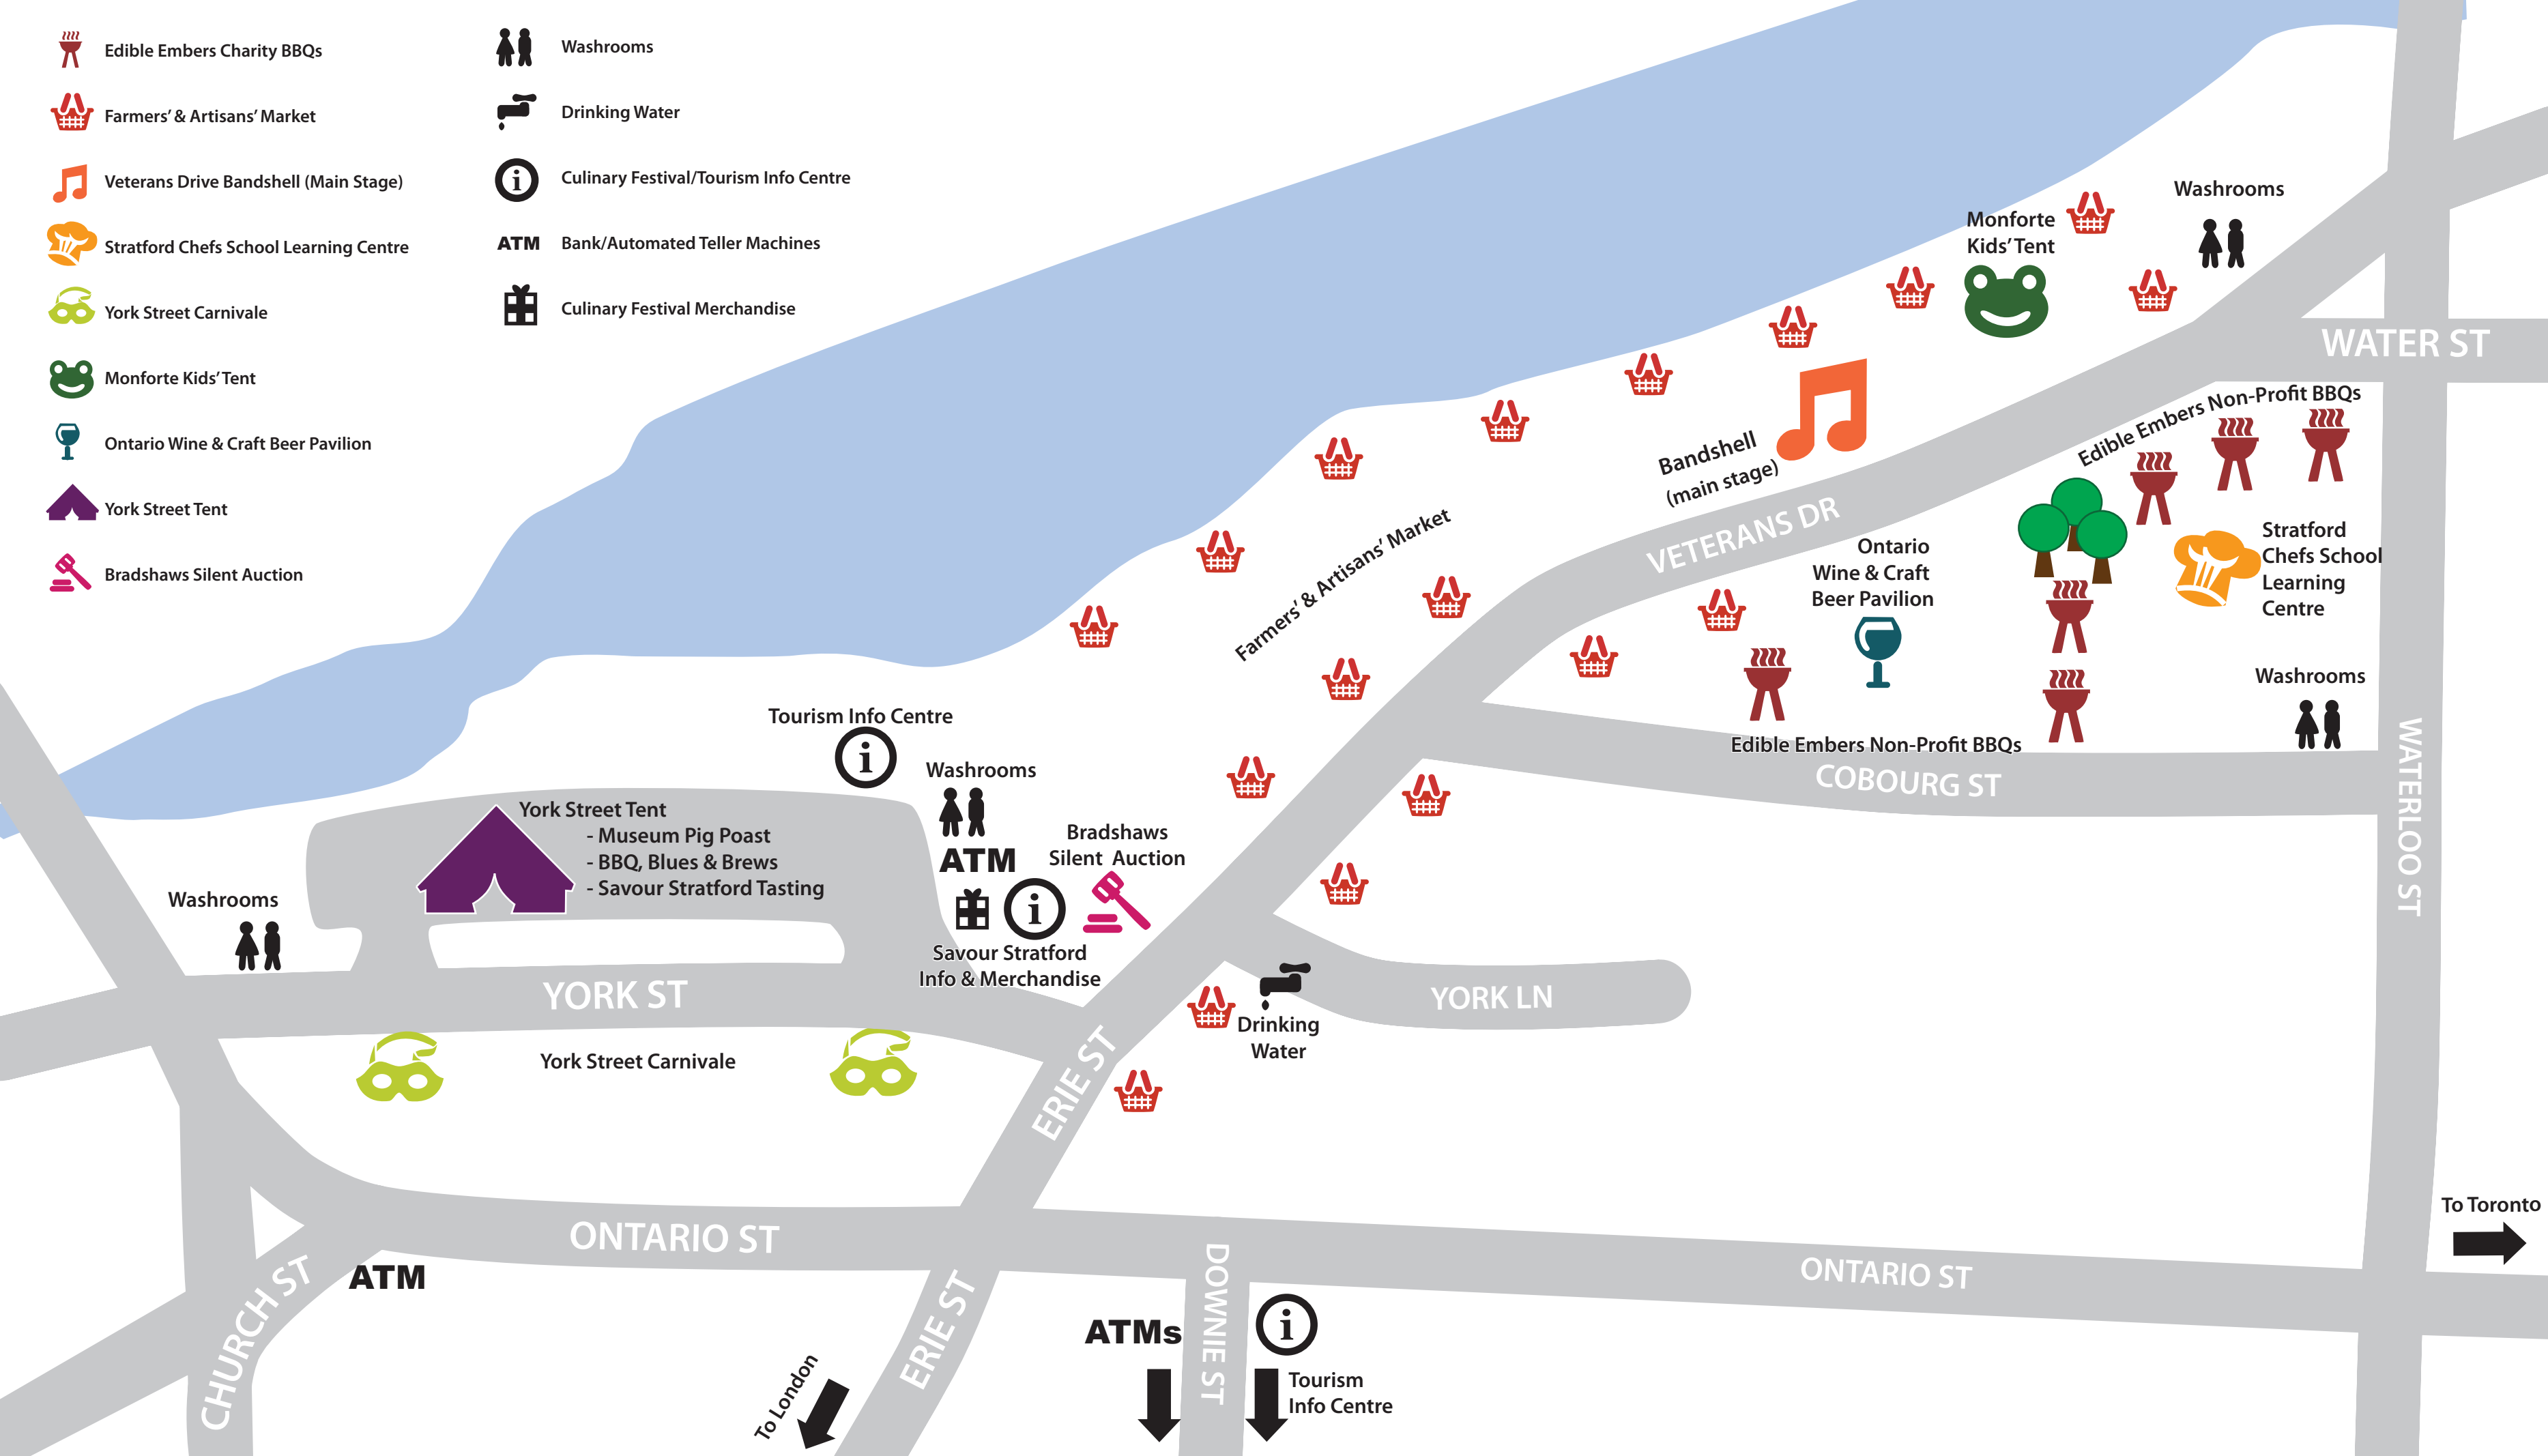 Edible Embers Charity BBQs
Farmers' & Artisans' Market
Veterans Drive Bandshell (Main Stage)
Stratford Chefs School Learning Centre
York Street Carnivale
Monforte Kids' Tent
Ontario Wine & Craft Beer Pavilion
York Street Tent
Bradshaws Silent Auction
Washrooms
Drinking Water
i
Culinary Festival/Tourism Info Centre
ATM
Bank/Automated Teller Machines
Culinary Festival Merchandise
Washrooms
Monforte
Kids' Tent
WATER ST
Edible Embers Non-Profit BBQs
Bandshell
(main stage)
VETERANS DR
Farmers' & Artisans' Market
Ontario
Wine & Craft
Beer Pavilion
Stratford
Chefs School
Learning
Centre
Washrooms
Edible Embers Non-Profit BBQs
COBOURG ST
WATERLOO ST
Tourism Info Centre
i
Washrooms
ATM
Bradshaws
Silent Auction
i
Savour Stratford
Info & Merchandise
York Street Tent
- Museum Pig Poast
- BBQ, Blues & Brews
- Savour Stratford Tasting
Washrooms
YORK ST
York Street Carnivale
YORK LN
Drinking
Water
ERIE ST
ONTARIO ST
ONTARIO ST
To Toronto
CHURCH ST
ATM
ERIE ST
To London
ATMs
DOWNIE ST
i
Tourism
Info Centre